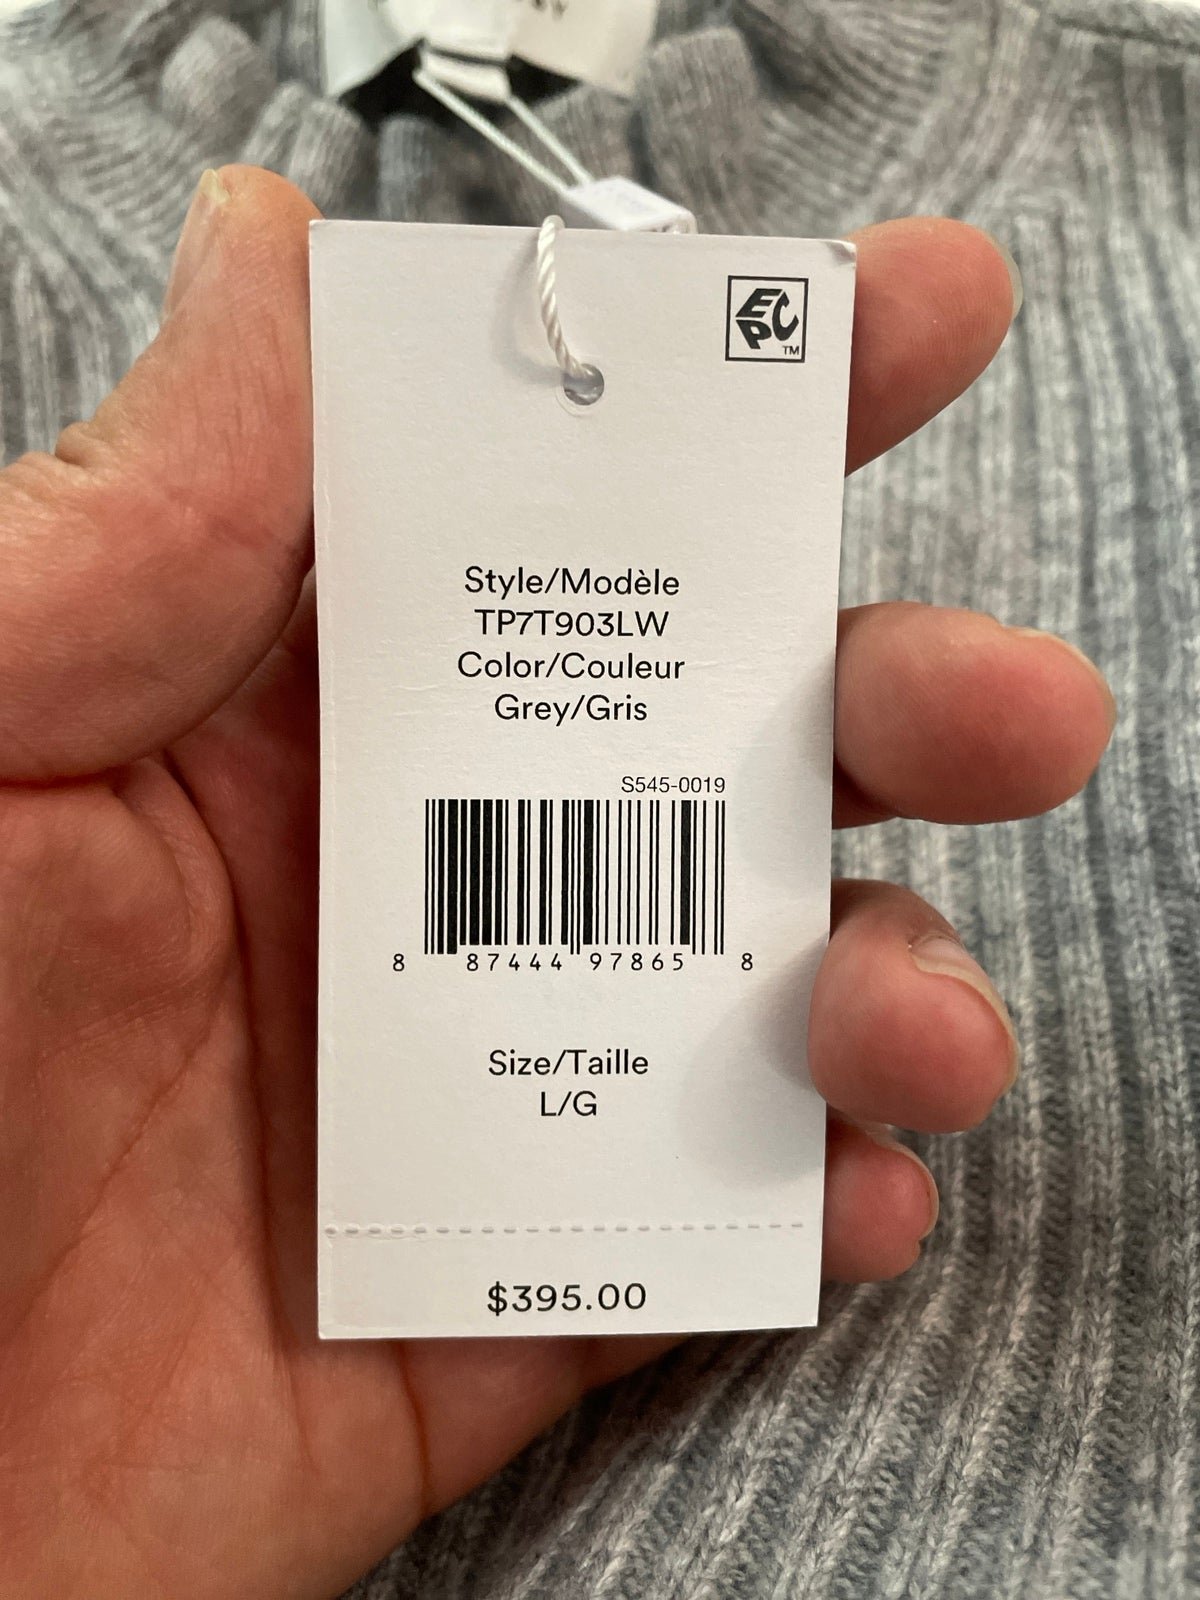 EPC
TM
Style/Modèle
TP7T903LW
Color/Couleur
Grey/Gris
S545-0019
8 87444 97865 8
Size/Taille
L/G
$395.00